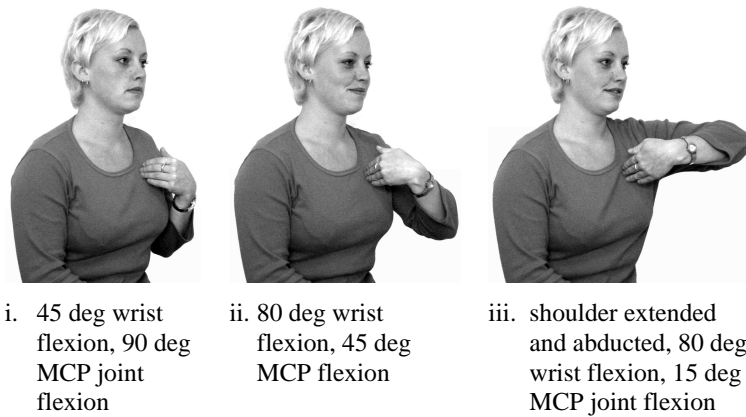 i. 45 deg wrist
flexion, 90 deg
MCP joint
flexion
ii. 80 deg wrist
flexion, 45 deg
MCP flexion
iii. shoulder extended
and abducted, 80 deg
wrist flexion, 15 deg
MCP joint flexion